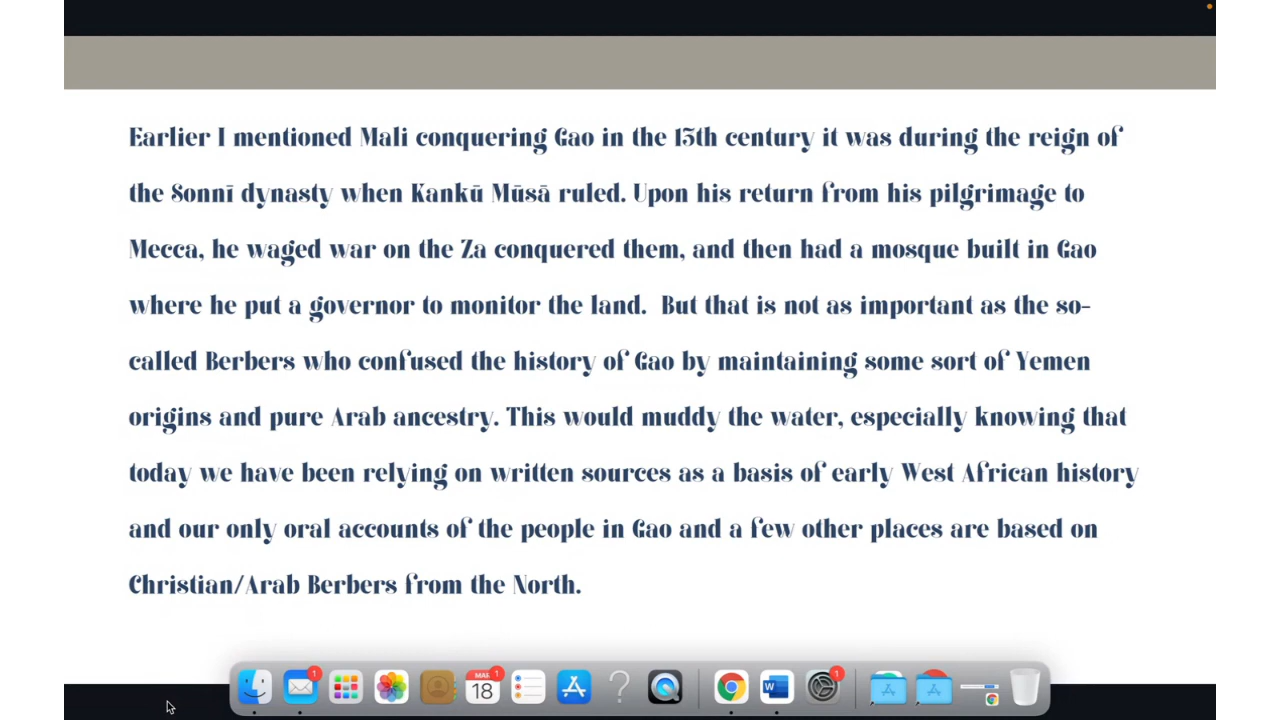 Earlier I mentioned Mali conquering Gao in the 13th century it was during the reign of
the Sonnī dynasty when Kankū Mūsā ruled. Upon his return from his pilgrimage to
Mecca, he waged war on the Za conquered them, and then had a mosque built in Gao
where he put a governor to monitor the land.  But that is not as important as the so-
called Berbers who confused the history of Gao by maintaining some sort of Yemen
origins and pure Arab ancestry. This would muddy the water, especially knowing that
today we have been relying on written sources as a basis of early West African history
and our only oral accounts of the people in Gao and a few other places are based on
Christian/Arab Berbers from the North.
1 MAI 1 1
18 W